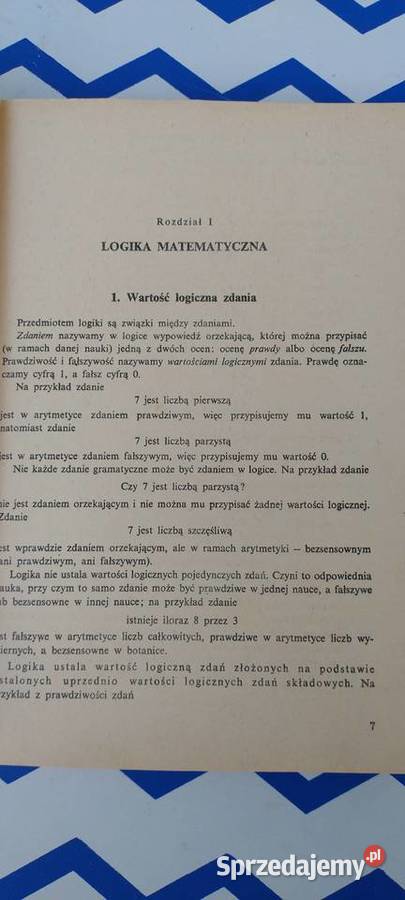 Rozdział I
LOGIKA MATEMATYCZNA
1. Wartość logiczna zdania
Przedmiotem logiki są związki między zdaniami.
Zdaniem nazywamy w logice wypowiedź orzekającą, której można przypisać
(w ramach danej nauki) jedną z dwóch ocen: ocenę prawdy albo ocenę fałszu.
Prawdziwość i fałszywość nazywamy wartościami logicznymi zdania. Prawdę ozna-
czamy cyfrą 1, a fałsz cyfrą 0.
Na przykład zdanie
7 jest liczbą pierwszą
jest w arytmetyce zdaniem prawdziwym, więc przypisujemy mu wartość 1,
natomiast zdanie
7 jest liczbą parzystą
jest w arytmetyce zdaniem fałszywym, więc przypisujemy mu wartość 0.
Nie każde zdanie gramatyczne może być zdaniem w logice. Na przykład zdanie
Czy 7 jest liczbą parzystą?
nie jest zdaniem orzekającym i nie można mu przypisać żadnej wartości logicznej.
Zdanie
7 jest liczbą szczęśliwą
est wprawdzie zdaniem orzekającym, ale w ramach arytmetyki – bezsensownym
ani prawdziwym, ani fałszywym).
Logika nie ustala wartości logicznych pojedynczych zdań. Czyni to odpowiednia
auka, przy czym to samo zdanie może być prawdziwe w jednej nauce, a fałszywe
ub bezsensowne w innej nauce; na przykład zdanie
istnieje iloraz 8 przez 3
st fałszywe w arytmetyce liczb całkowitych, prawdziwe w arytmetyce liczb wy-
iernych, a bezsensowne w botanice.
Logika ustala wartość logiczną zdań złożonych na podstawie
stalonych uprzednio wartości logicznych zdań składowych. Na
rzykład z prawdziwości zdań
7
Sprzedajemy.pl